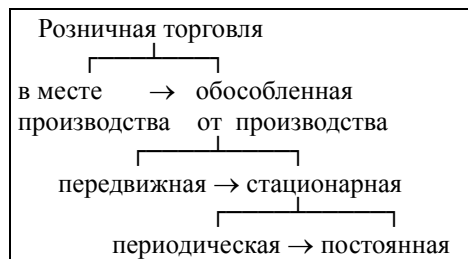 Розничная торговля
в месте → обособленная
производства от производства
передвижная → стационарная
периодическая → постоянная